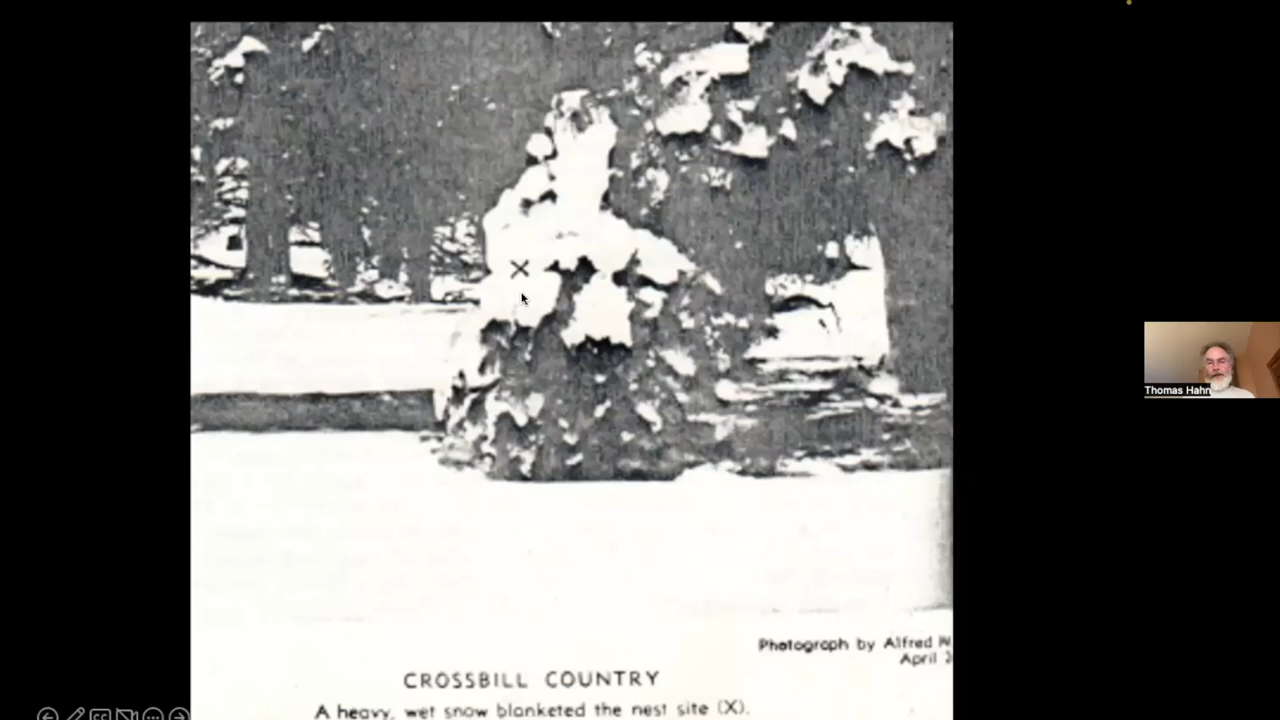 X
Thomas Hahn
Photograph by Alfred
April
CROSSBILL COUNTRY
A heavy, wet snow blanketed the nest site (X).